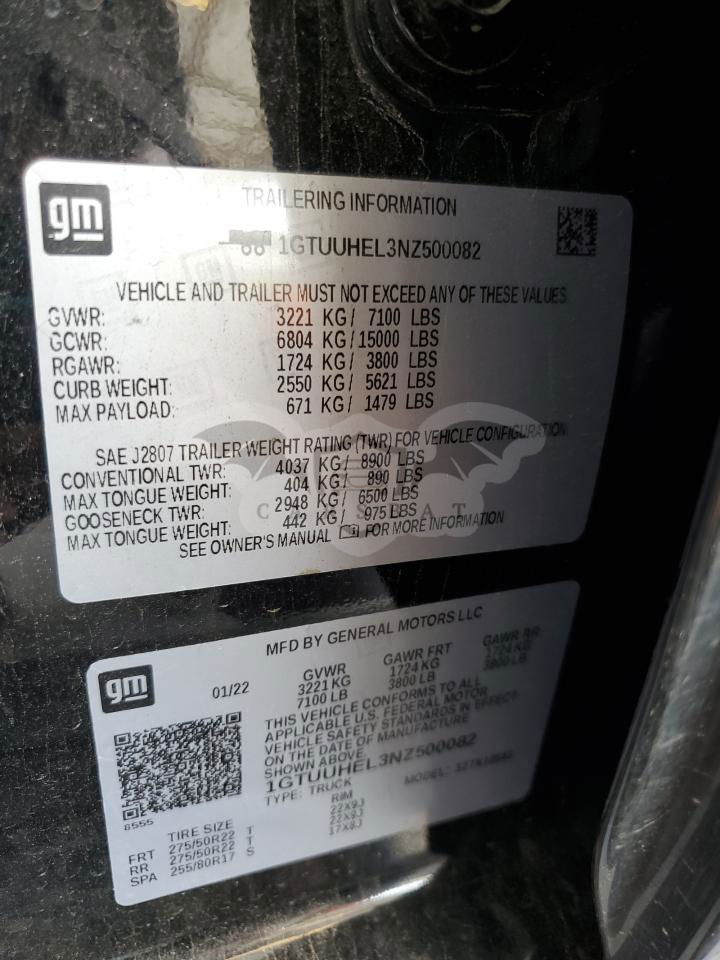 gm
TRAILERING INFORMATION
1GTUUHEL3NZ500082
VEHICLE AND TRAILER MUST NOT EXCEED ANY OF THESE VALUES
GVWR: 3221 KG/ 7100 LBS
GCWR: 6804 KG/15000 LBS
RGAWR: 1724 KG/ 3800 LBS
CURB WEIGHT: 2550 KG/ 5621 LBS
MAX PAYLOAD: 671 KG/ 1479 LBS
SAE J2807 TRAILER WEIGHT RATING (TWR) FOR VEHICLE CONFIGURATION
CONVENTIONAL TWR: 4037 KG/ 8900 LBS
MAX TONGUE WEIGHT: 404 KG/ 890 LBS
GOOSENECK TWR: 2948 KG/ 6500 LBS
MAX TONGUE WEIGHT: 442 KG/ 975 LBS
SEE OWNER'S MANUAL FOR MORE INFORMATION
gm
MFD BY GENERAL MOTORS LLC
01/22
GVWR GAWR FRT GAWR RR
3221 KG 1724 KG 1724 KG
7100 LB 3800 LB 3800 LB
THIS VEHICLE CONFORMS TO ALL
APPLICABLE U.S. FEDERAL MOTOR
VEHICLE SAFETY STANDARDS IN EFFECT
ON THE DATE OF MANUFACTURE
SHOWN ABOVE.
1GTUUHEL3NZ500082
TYPE: TRUCK MODEL:
8555
TIRE SIZE RIM
FRT 275/50R22 T 22X9J
RR 275/50R22 T 22X9J
SPA 255/80R17 S 17X8J